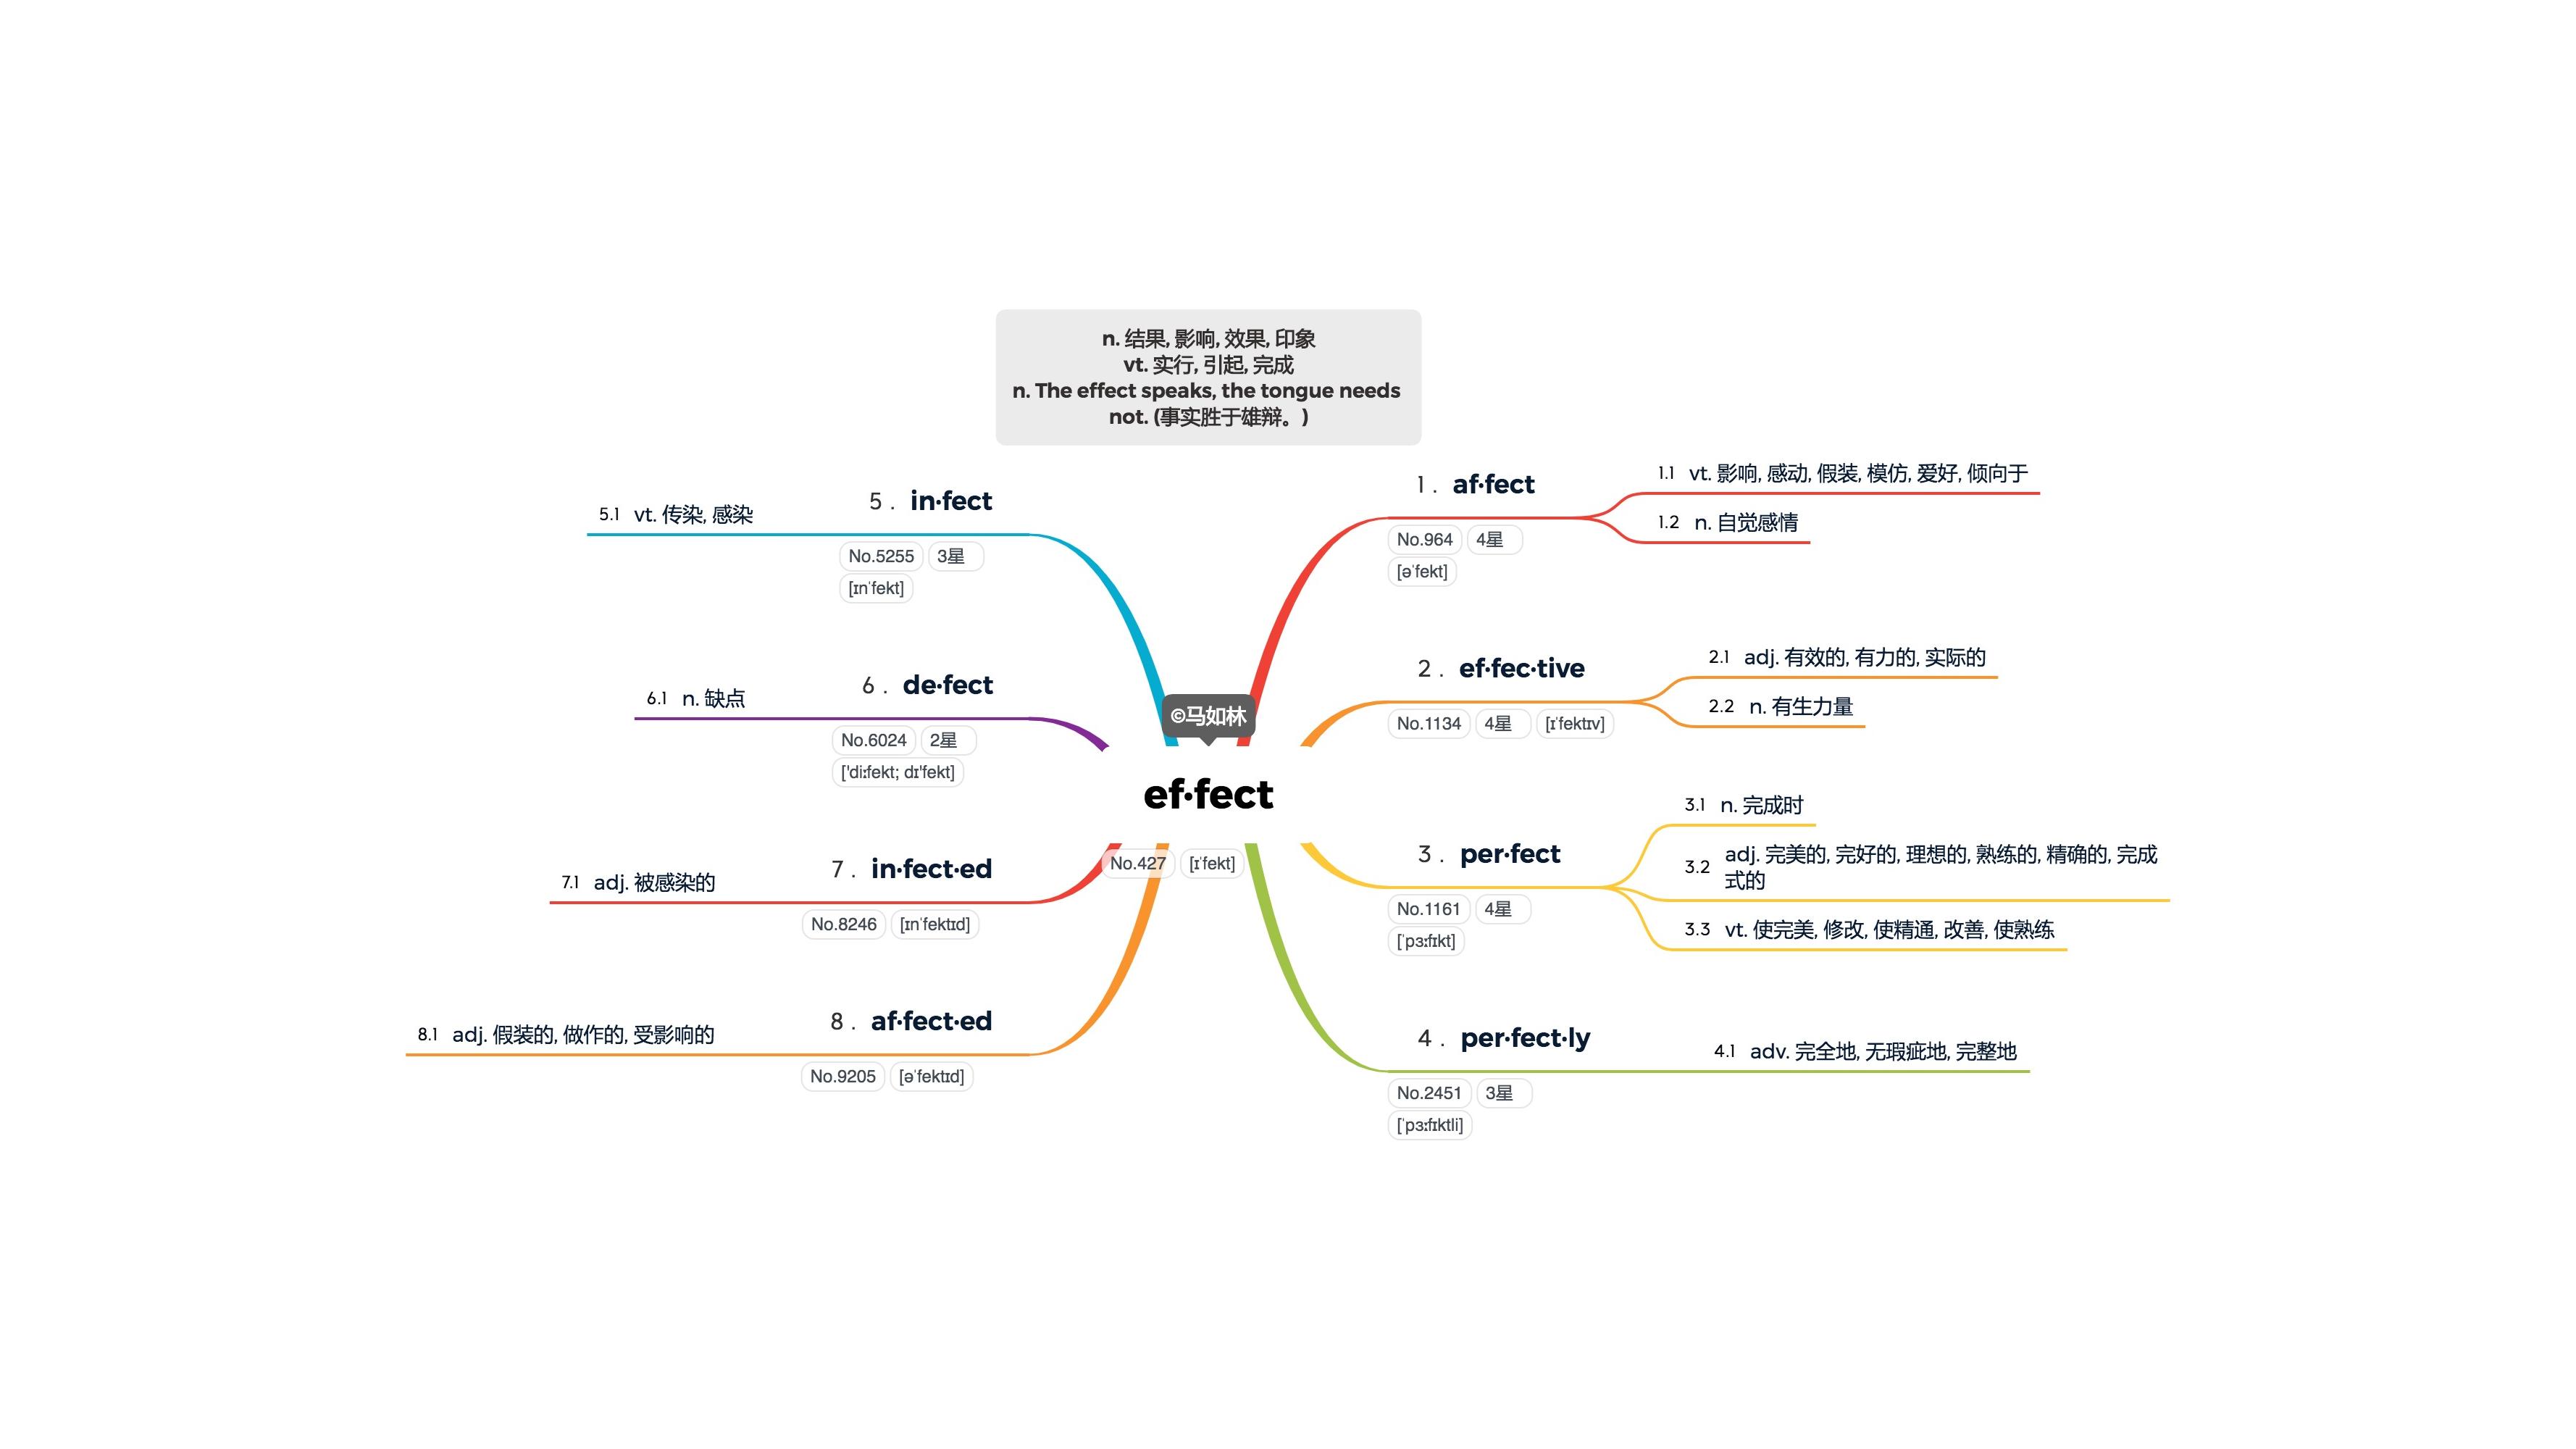 n. 结果, 影响, 效果, 印象
vt. 实行, 引起, 完成
n. The effect speaks, the tongue needs
not. (事实胜于雄辩。)
©马如林
ef·fect
No.427 [ɪˈfekt]
1 . af·fect
No.964 4星
[əˈfekt]
1.1 vt. 影响, 感动, 假装, 模仿, 爱好, 倾向于
1.2 n. 自觉感情
2 . ef·fec·tive
No.1134 4星 [ɪˈfektɪv]
2.1 adj. 有效的, 有力的, 实际的
2.2 n. 有生力量
3 . per·fect
No.1161 4星
[ˈpɜːfɪkt]
3.1 n. 完成时
3.2 adj. 完美的, 完好的, 理想的, 熟练的, 精确的, 完成
式的
3.3 vt. 使完美, 修改, 使精通, 改善, 使熟练
4 . per·fect·ly
No.2451 3星
[ˈpɜːfɪktli]
4.1 adv. 完全地, 无瑕疵地, 完整地
5 . in·fect
No.5255 3星
[ɪnˈfekt]
5.1 vt. 传染, 感染
6 . de·fect
No.6024 2星
['diːfekt; dɪ'fekt]
6.1 n. 缺点
7 . in·fect·ed
No.8246 [ɪnˈfektɪd]
7.1 adj. 被感染的
8 . af·fect·ed
No.9205 [əˈfektɪd]
8.1 adj. 假装的, 做作的, 受影响的